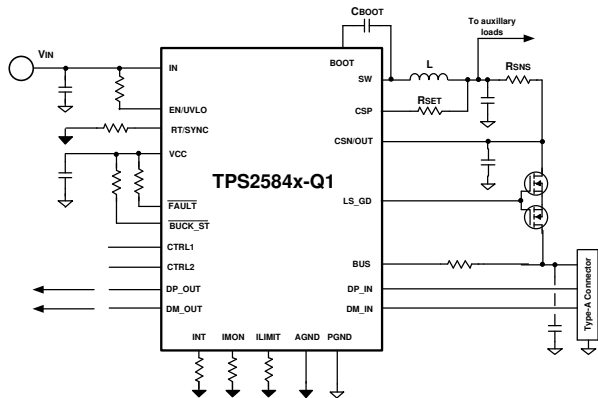 CBOOT
To auxillary
loads
VIN
IN
BOOT
SW
L
RSNS
EN/UVLO
CSP
RSET
RT/SYNC
CSN/OUT
VCC
TPS2584x-Q1
FAULT
LS_GD
BUCK_ST
CTRL1
CTRL2
BUS
DP_OUT
DP_IN
DM_OUT
DM_IN
Type-A Connector
INT
IMON
ILIMIT
AGND
PGND